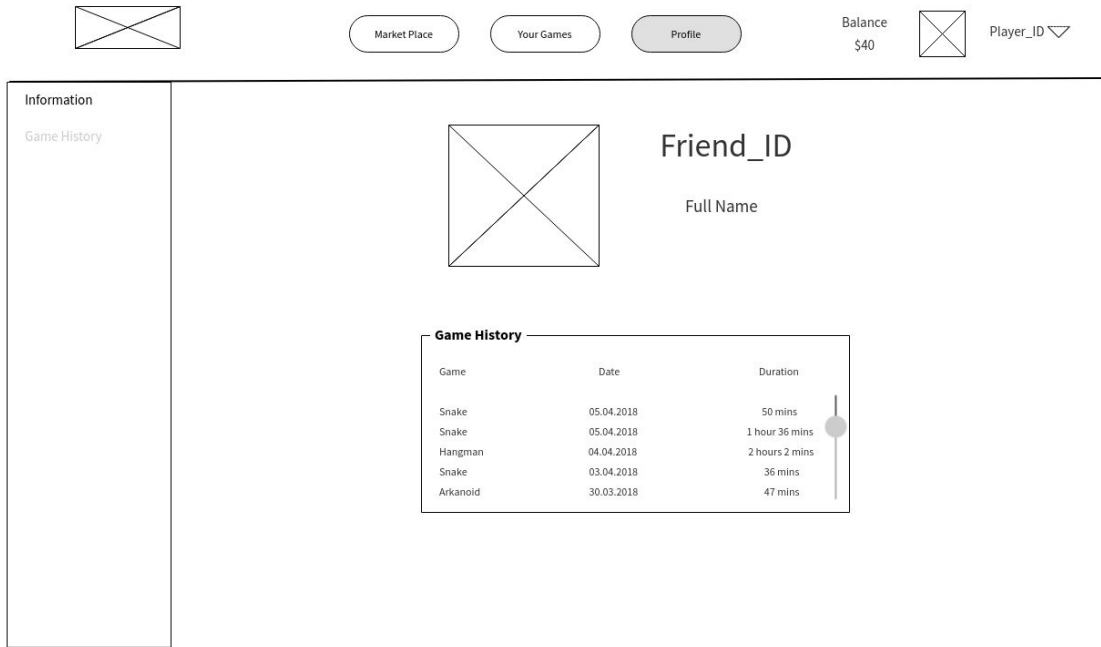 Market Place
Your Games
Profile
Balance
$40
Player_ID
Information
Game History
Friend_ID
Full Name
Game History
Game Date Duration
Snake 05.04.2018 50 mins
Snake 05.04.2018 1 hour 36 mins
Hangman 04.04.2018 2 hours 2 mins
Snake 03.04.2018 36 mins
Arkanoid 30.03.2018 47 mins